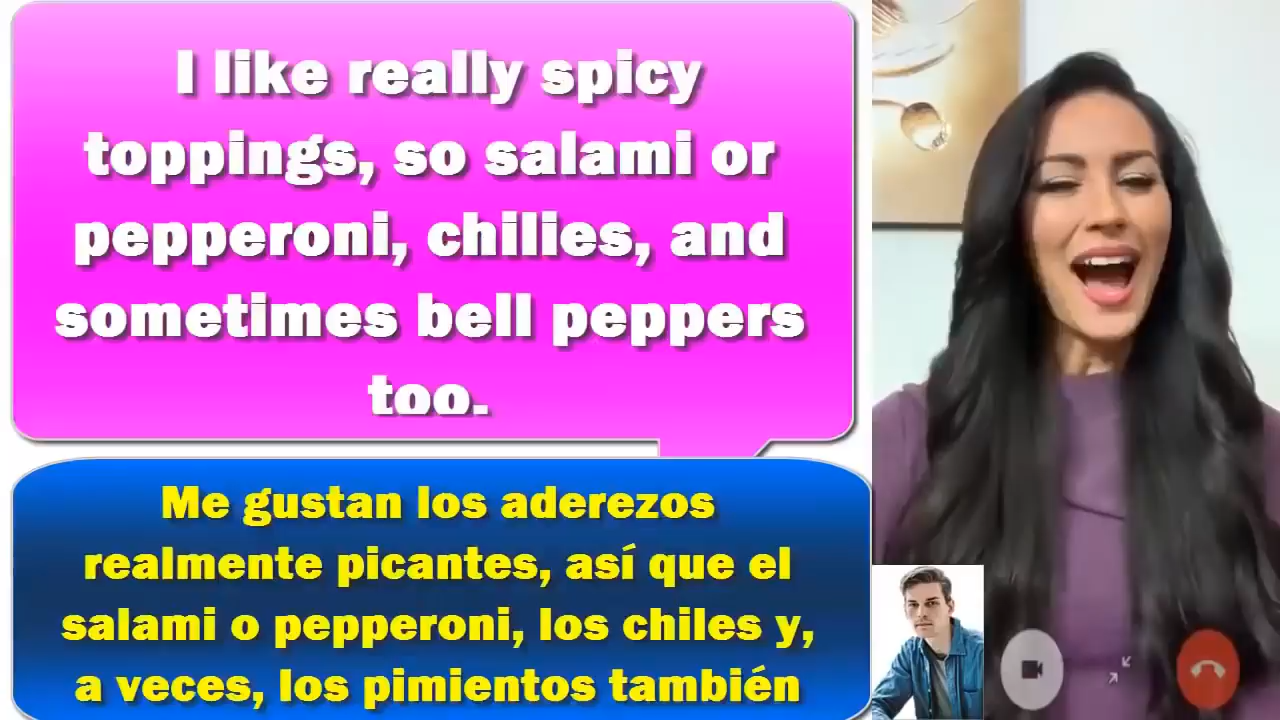 I like really spicy
toppings, so salami or
pepperoni, chilies, and
sometimes bell peppers
too.
Me gustan los aderezos
realmente picantes, así que el
salami o pepperoni, los chiles y,
a veces, los pimientos también